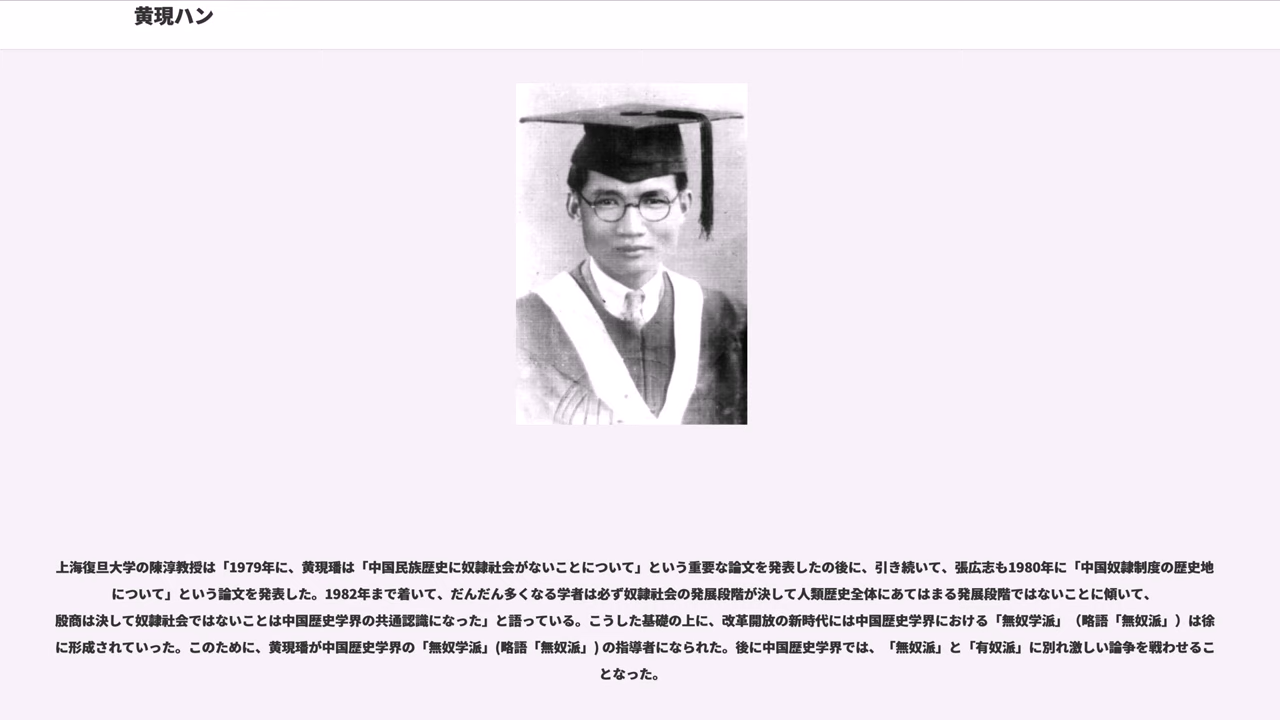 黄現ハン
上海復旦大学の陳淳教授は「1979年に、黄現璠は「中国民族歴史に奴隷社会がないことについて」という重要な論文を発表したの後に、引き続いて、張広志も1980年に「中国奴隷制度の歴史地
について」という論文を発表した。1982年まで着いて、だんだん多くなる学者は必ず奴隷社会の発展段階が決して人類歴史全体にあてはまる発展段階ではないことに傾いて、
殷商は決して奴隷社会ではないことは中国歴史学界の共通認識になった」と語っている。こうした基礎の上に、改革開放の新時代には中国歴史学界における「無奴学派」（略語「無奴派」）は徐
に形成されていった。このために、黄現璠が中国歴史学界の「無奴学派」(略語「無奴派」) の指導者になられた。後に中国歴史学界では、「無奴派」と「有奴派」に別れ激しい論争を戦わせるこ
となった。